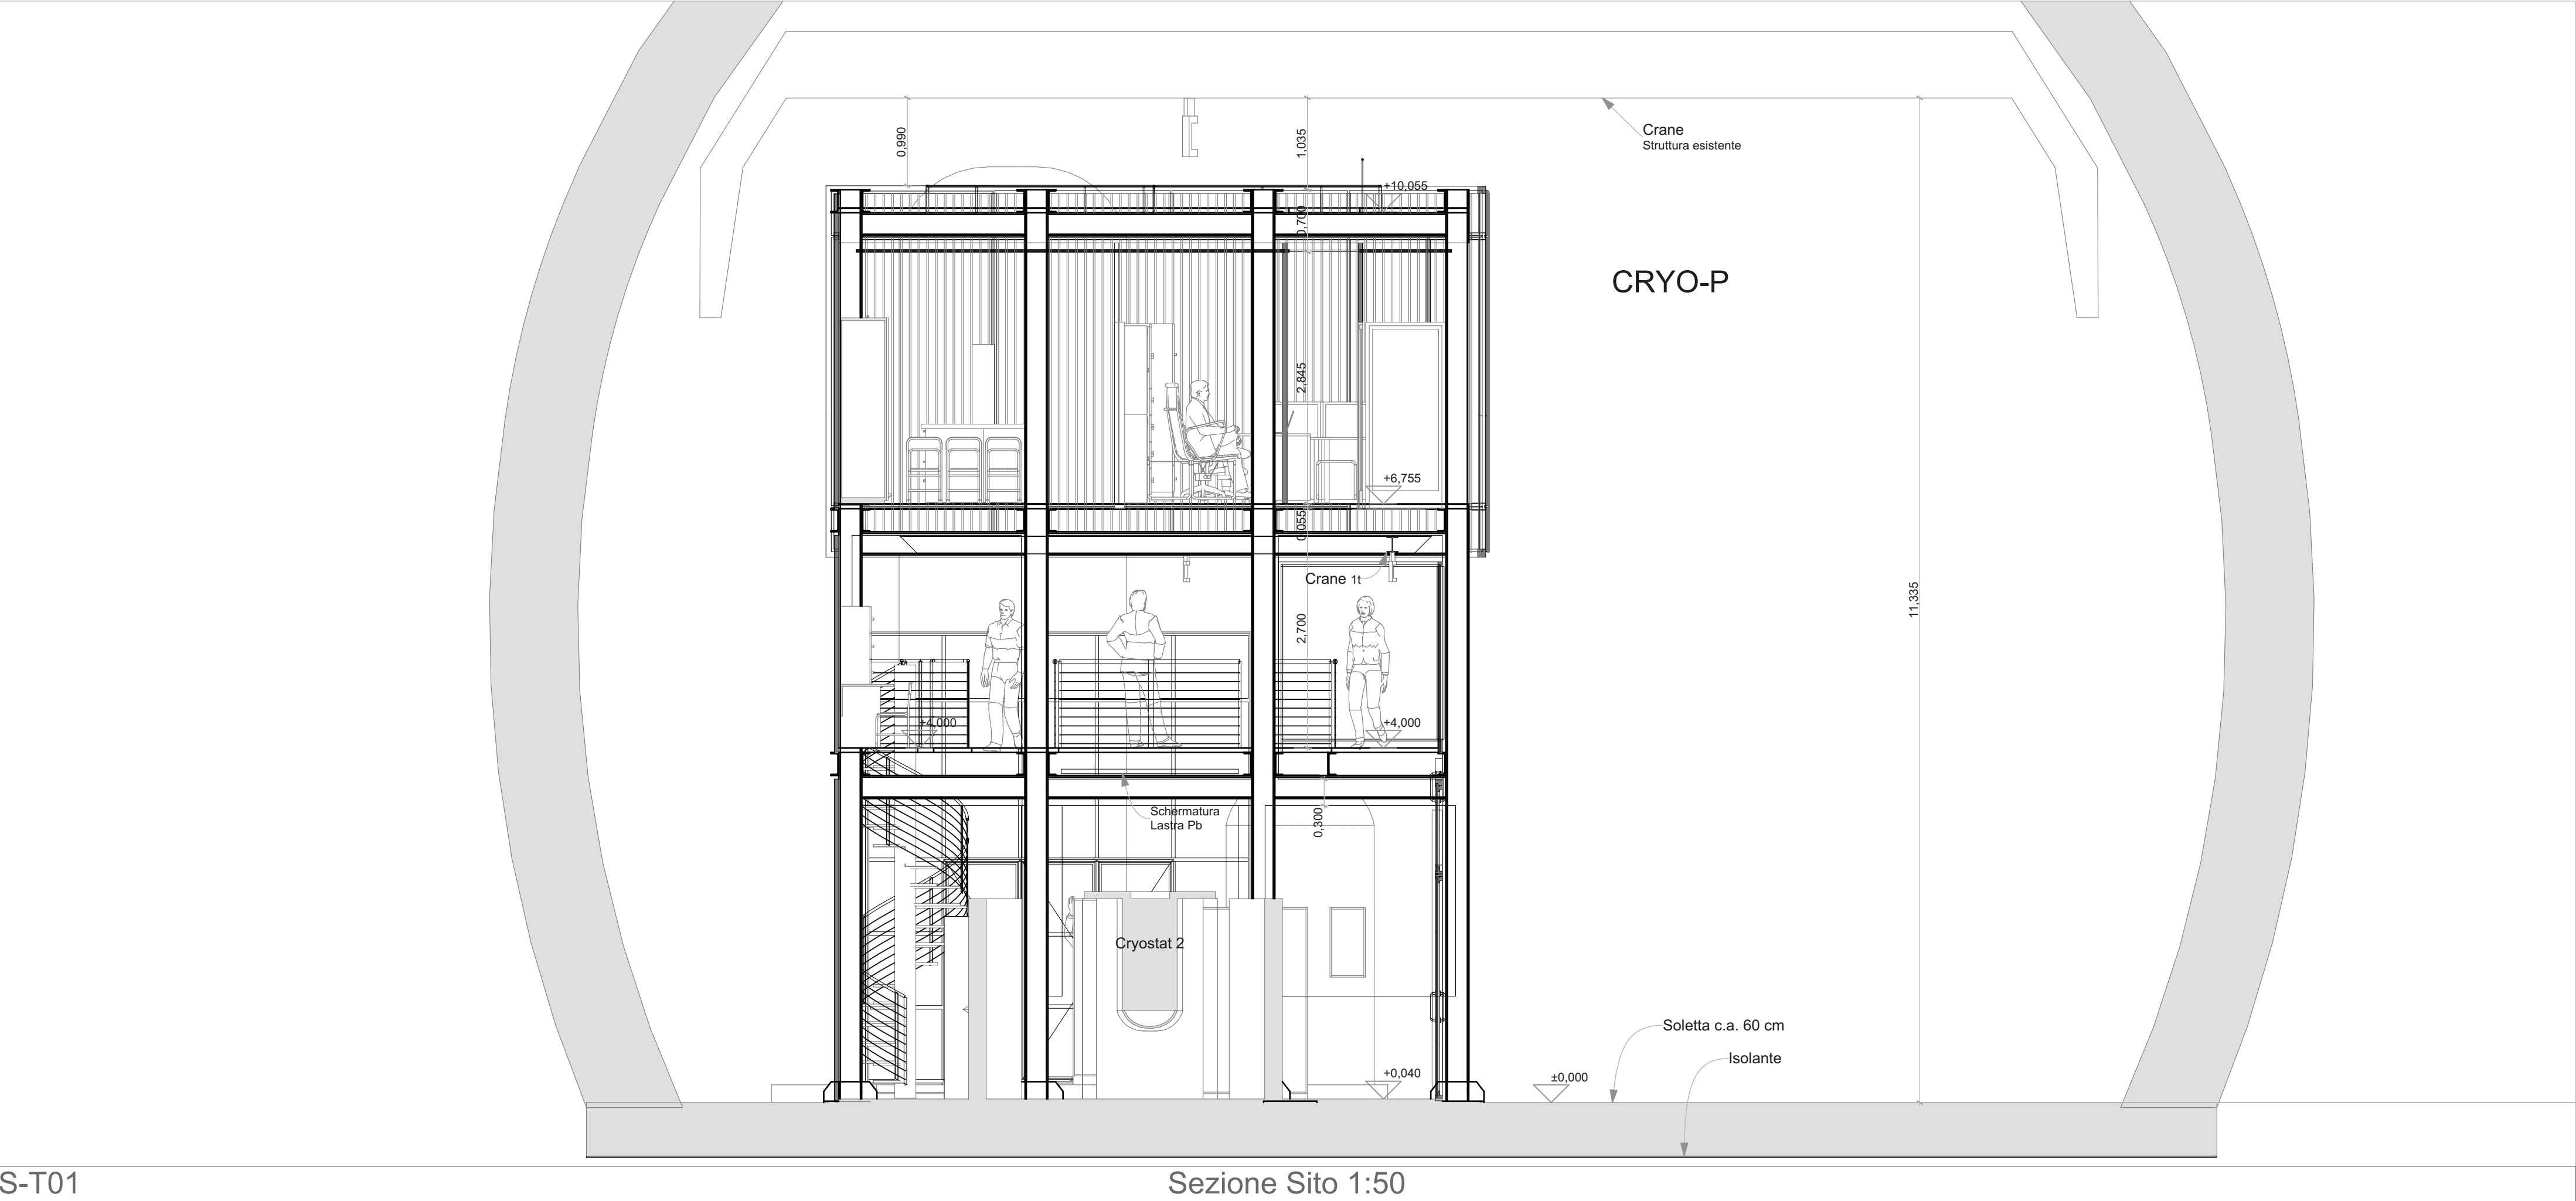 0,990
1,035
Crane
Struttura esistente
+10,055
0,700
CRYO-P
2,845
+6,755
0,055
Crane 1t
11,335
2,700
+4,000
+4,000
Schermatura
Lastra Pb
0,300
Cryostat 2
Soletta c.a. 60 cm
Isolante
+0,040
±0,000
S-T01
Sezione Sito 1:50